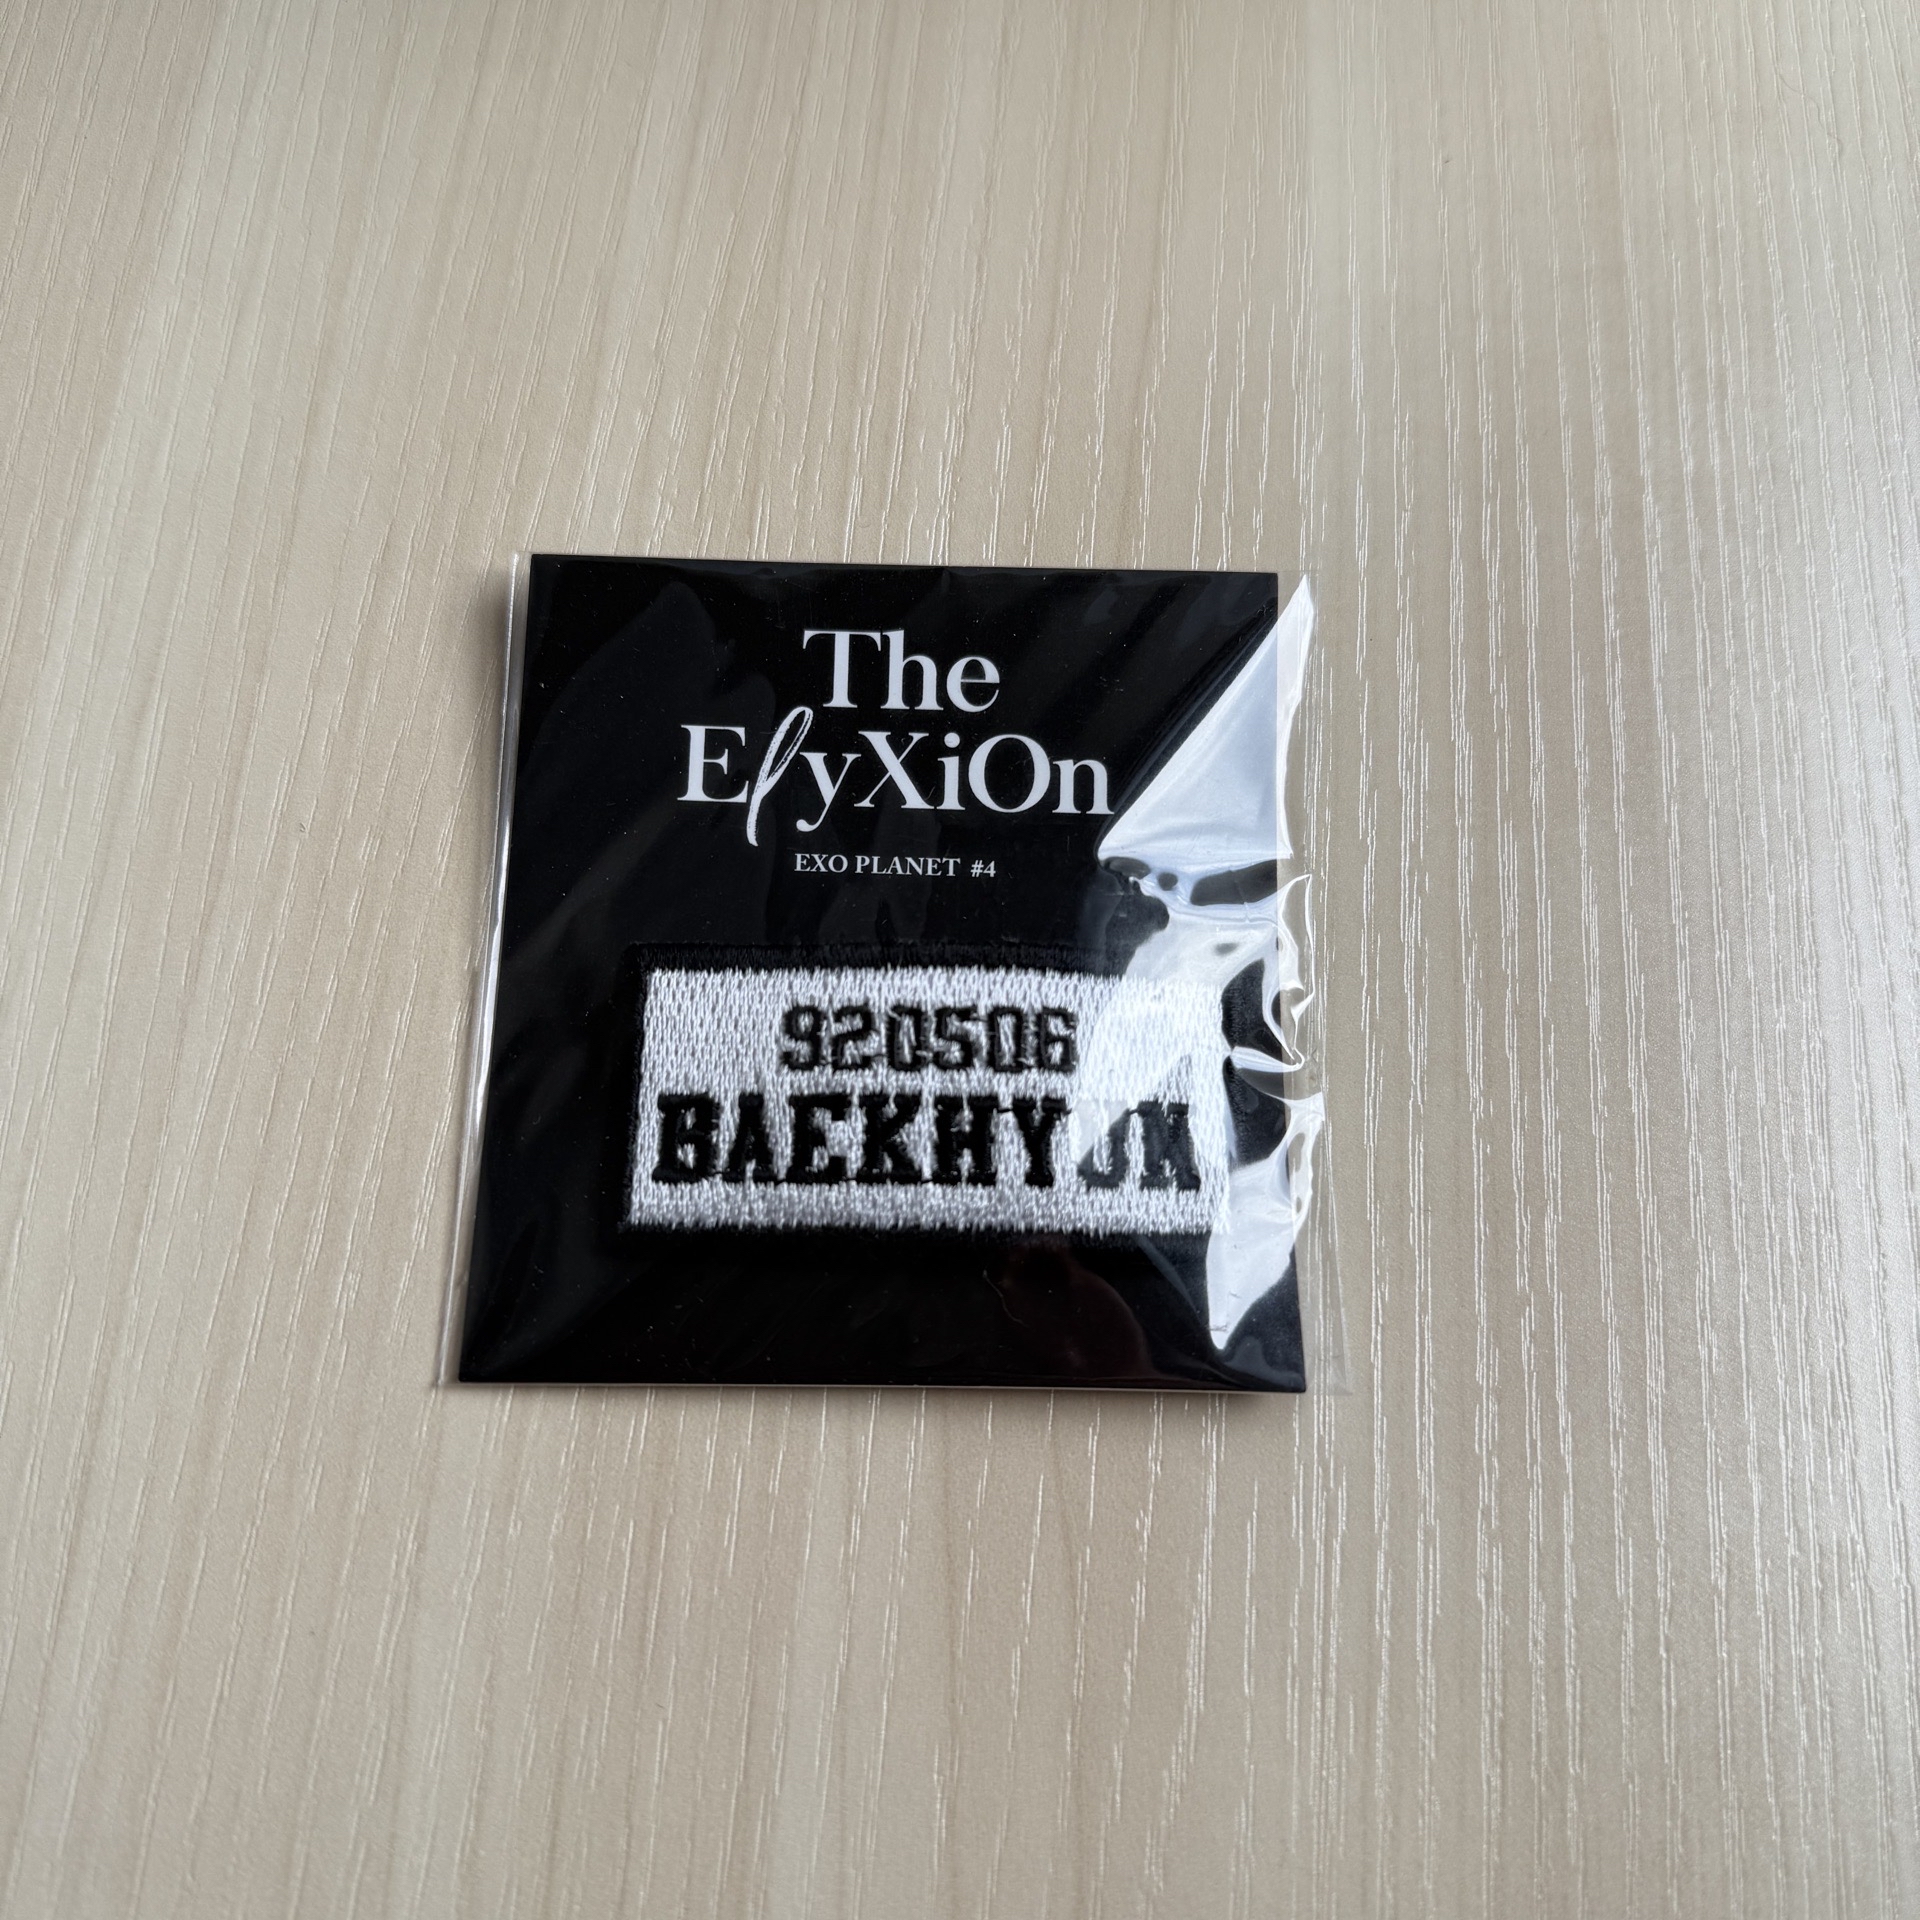 The
ElyXiOn
EXO PLANET #4
920506
BAEKHYUN